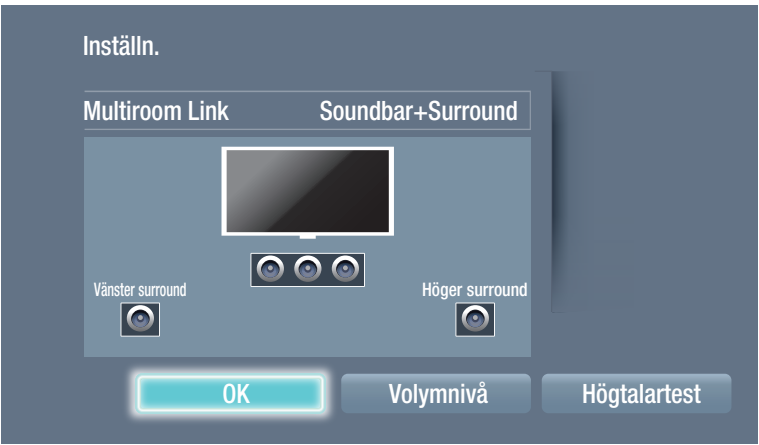 Inställn.
Multiroom Link Soundbar+Surround
Vänster surround Höger surround
OK Volymnivå Högtalartest